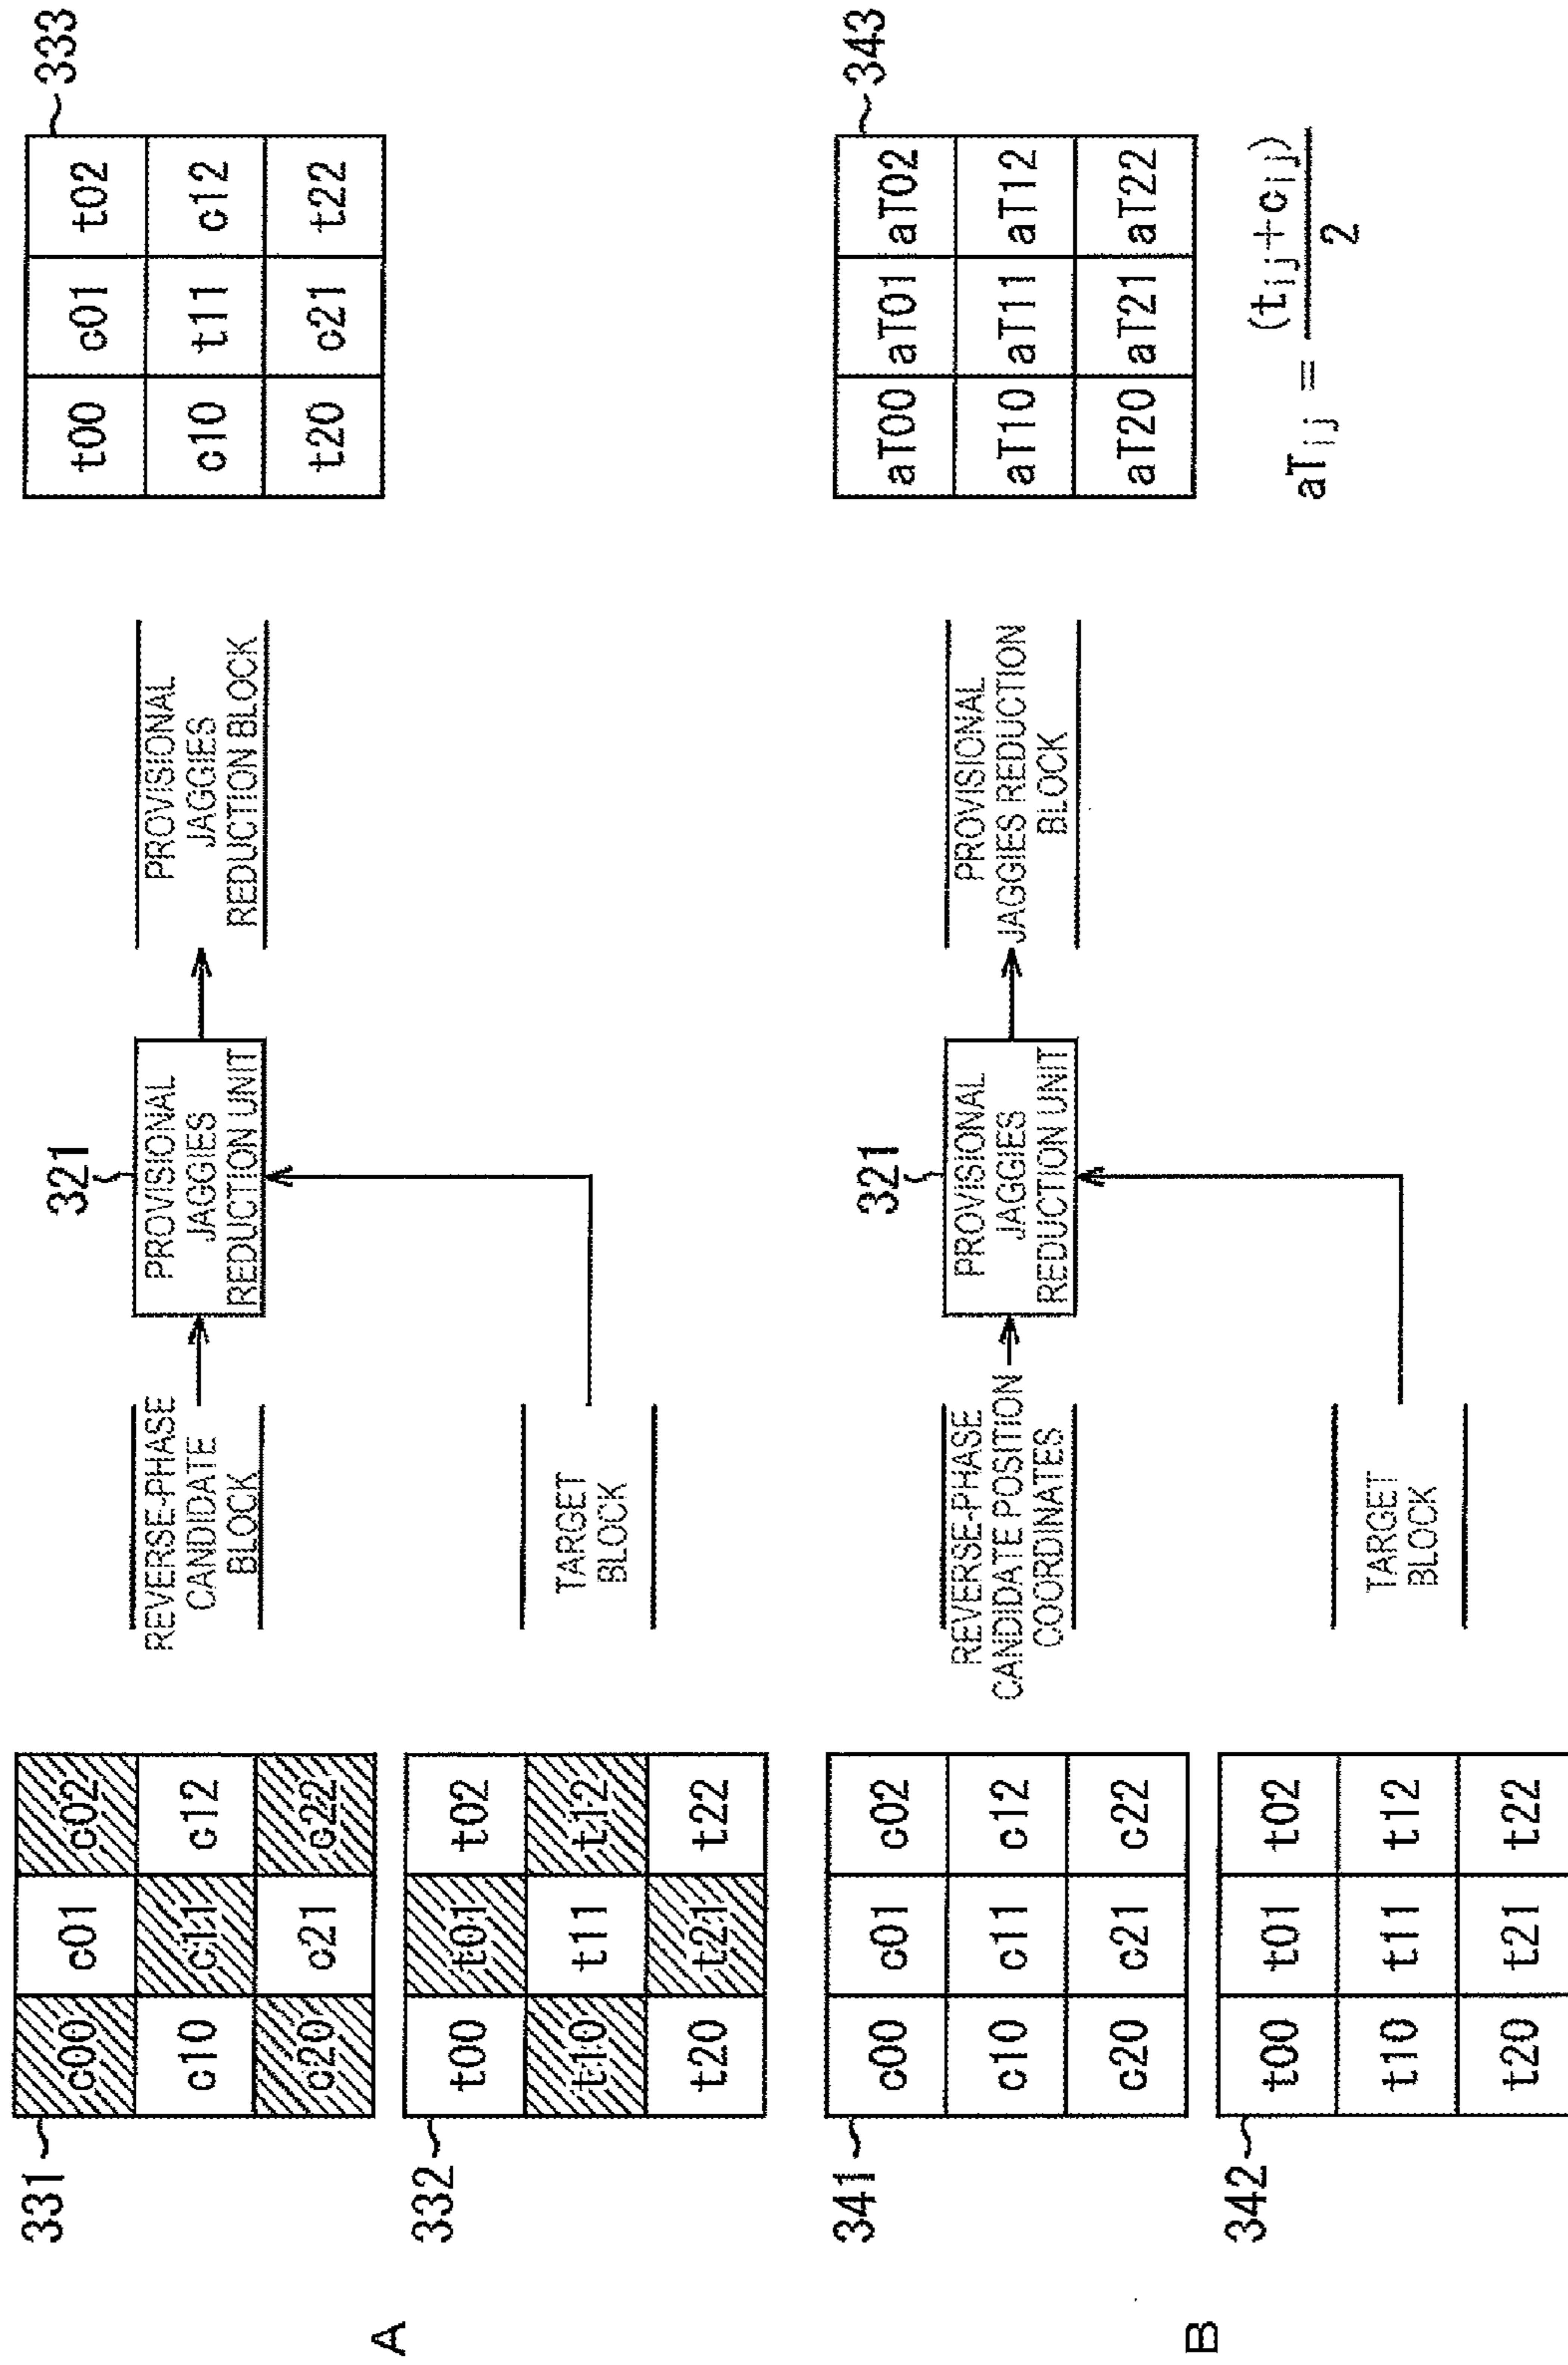 A
331
c00 c01 c02
c10 c11 c12
c20 c21 c22
332
t00 t01 t02
t10 t11 t12
t20 t21 t22
REVERSE-PHASE
CANDIDATE
BLOCK
TARGET
BLOCK
321
PROVISIONAL
JAGGIES
REDUCTION UNIT
PROVISIONAL
JAGGIES
REDUCTION BLOCK
333
t00 c01 t02
c10 t11 c12
t20 c21 t22
B
341
c00 c01 c02
c10 c11 c12
c20 c21 c22
342
t00 t01 t02
t10 t11 t12
t20 t21 t22
REVERSE-PHASE
CANDIDATE POSITION
COORDINATES
TARGET
BLOCK
321
PROVISIONAL
JAGGIES
REDUCTION UNIT
PROVISIONAL
JAGGIES REDUCTION
BLOCK
343
aT00 aT01 aT02
aT10 aT11 aT12
aT20 aT21 aT22
aTij = (tij+cij) / 2